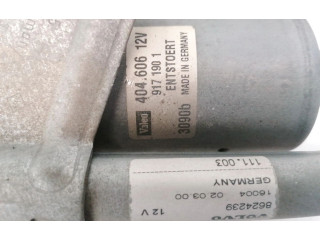 Valeo
404.606 12V
917 190 1
ENTSTOERT
MADE IN GERMANY
3090b
111.003
GERMANY
16004 02 03 00
8624239
VOLVO 12 V